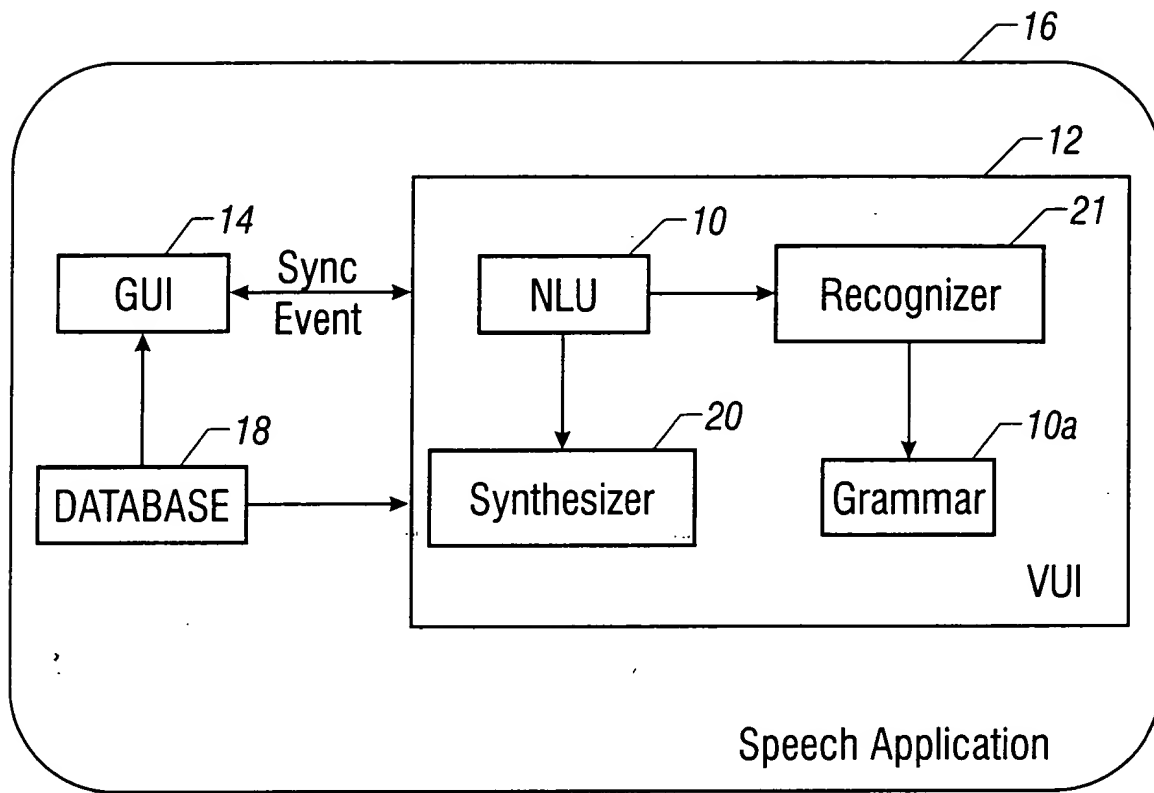 16
12
14
10
21
GUI
Sync
Event
NLU
Recognizer
18
20
10a
DATABASE
Synthesizer
Grammar
VUI
Speech Application